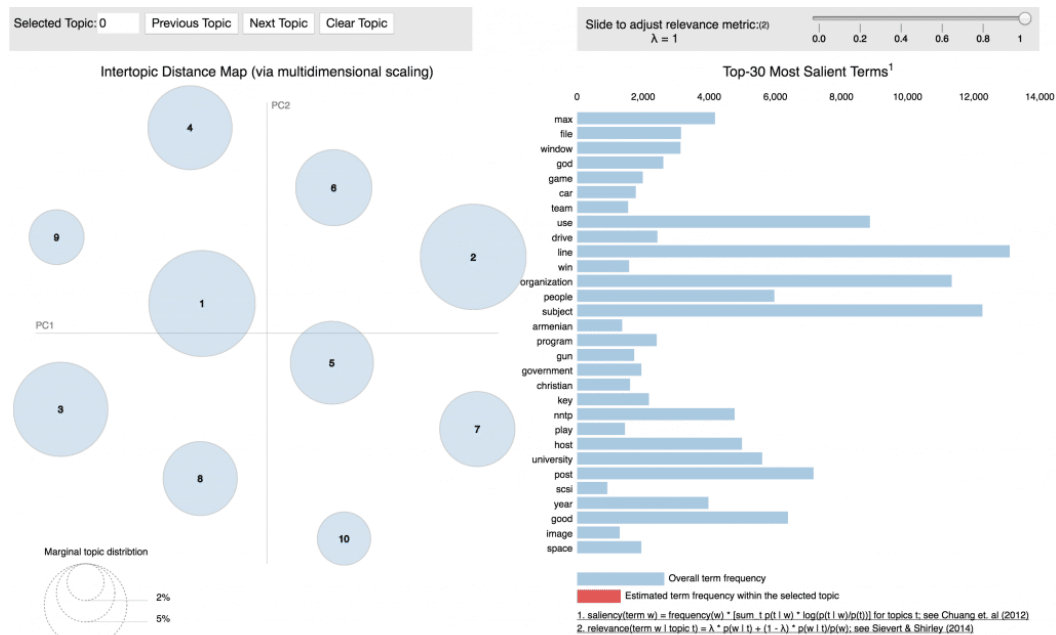 Selected Topic: 0 Previous Topic Next Topic Clear Topic
Slide to adjust relevance metric:(2)
λ = 1
0.0 0.2 0.4 0.6 0.8 1
Intertopic Distance Map (via multidimensional scaling)
PC2
PC1
4
6
9
2
1
5
3
7
8
10
Marginal topic distribtion
2%
5%
Top-30 Most Salient Terms1
0 2,000 4,000 6,000 8,000 10,000 12,000 14,000
max
file
window
god
game
car
team
use
drive
line
win
organization
people
subject
armenian
program
gun
government
christian
key
nntp
play
host
university
post
scsi
year
good
image
space
Overall term frequency
Estimated term frequency within the selected topic
1. saliency(term w) = frequency(w) * [sum_t p(t | w) * log(p(t | w)/p(t))] for topics t; see Chuang et. al (2012)
2. relevance(term w | topic t) = λ * p(w | t) + (1 - λ) * p(w | t)/p(w); see Sievert & Shirley (2014)